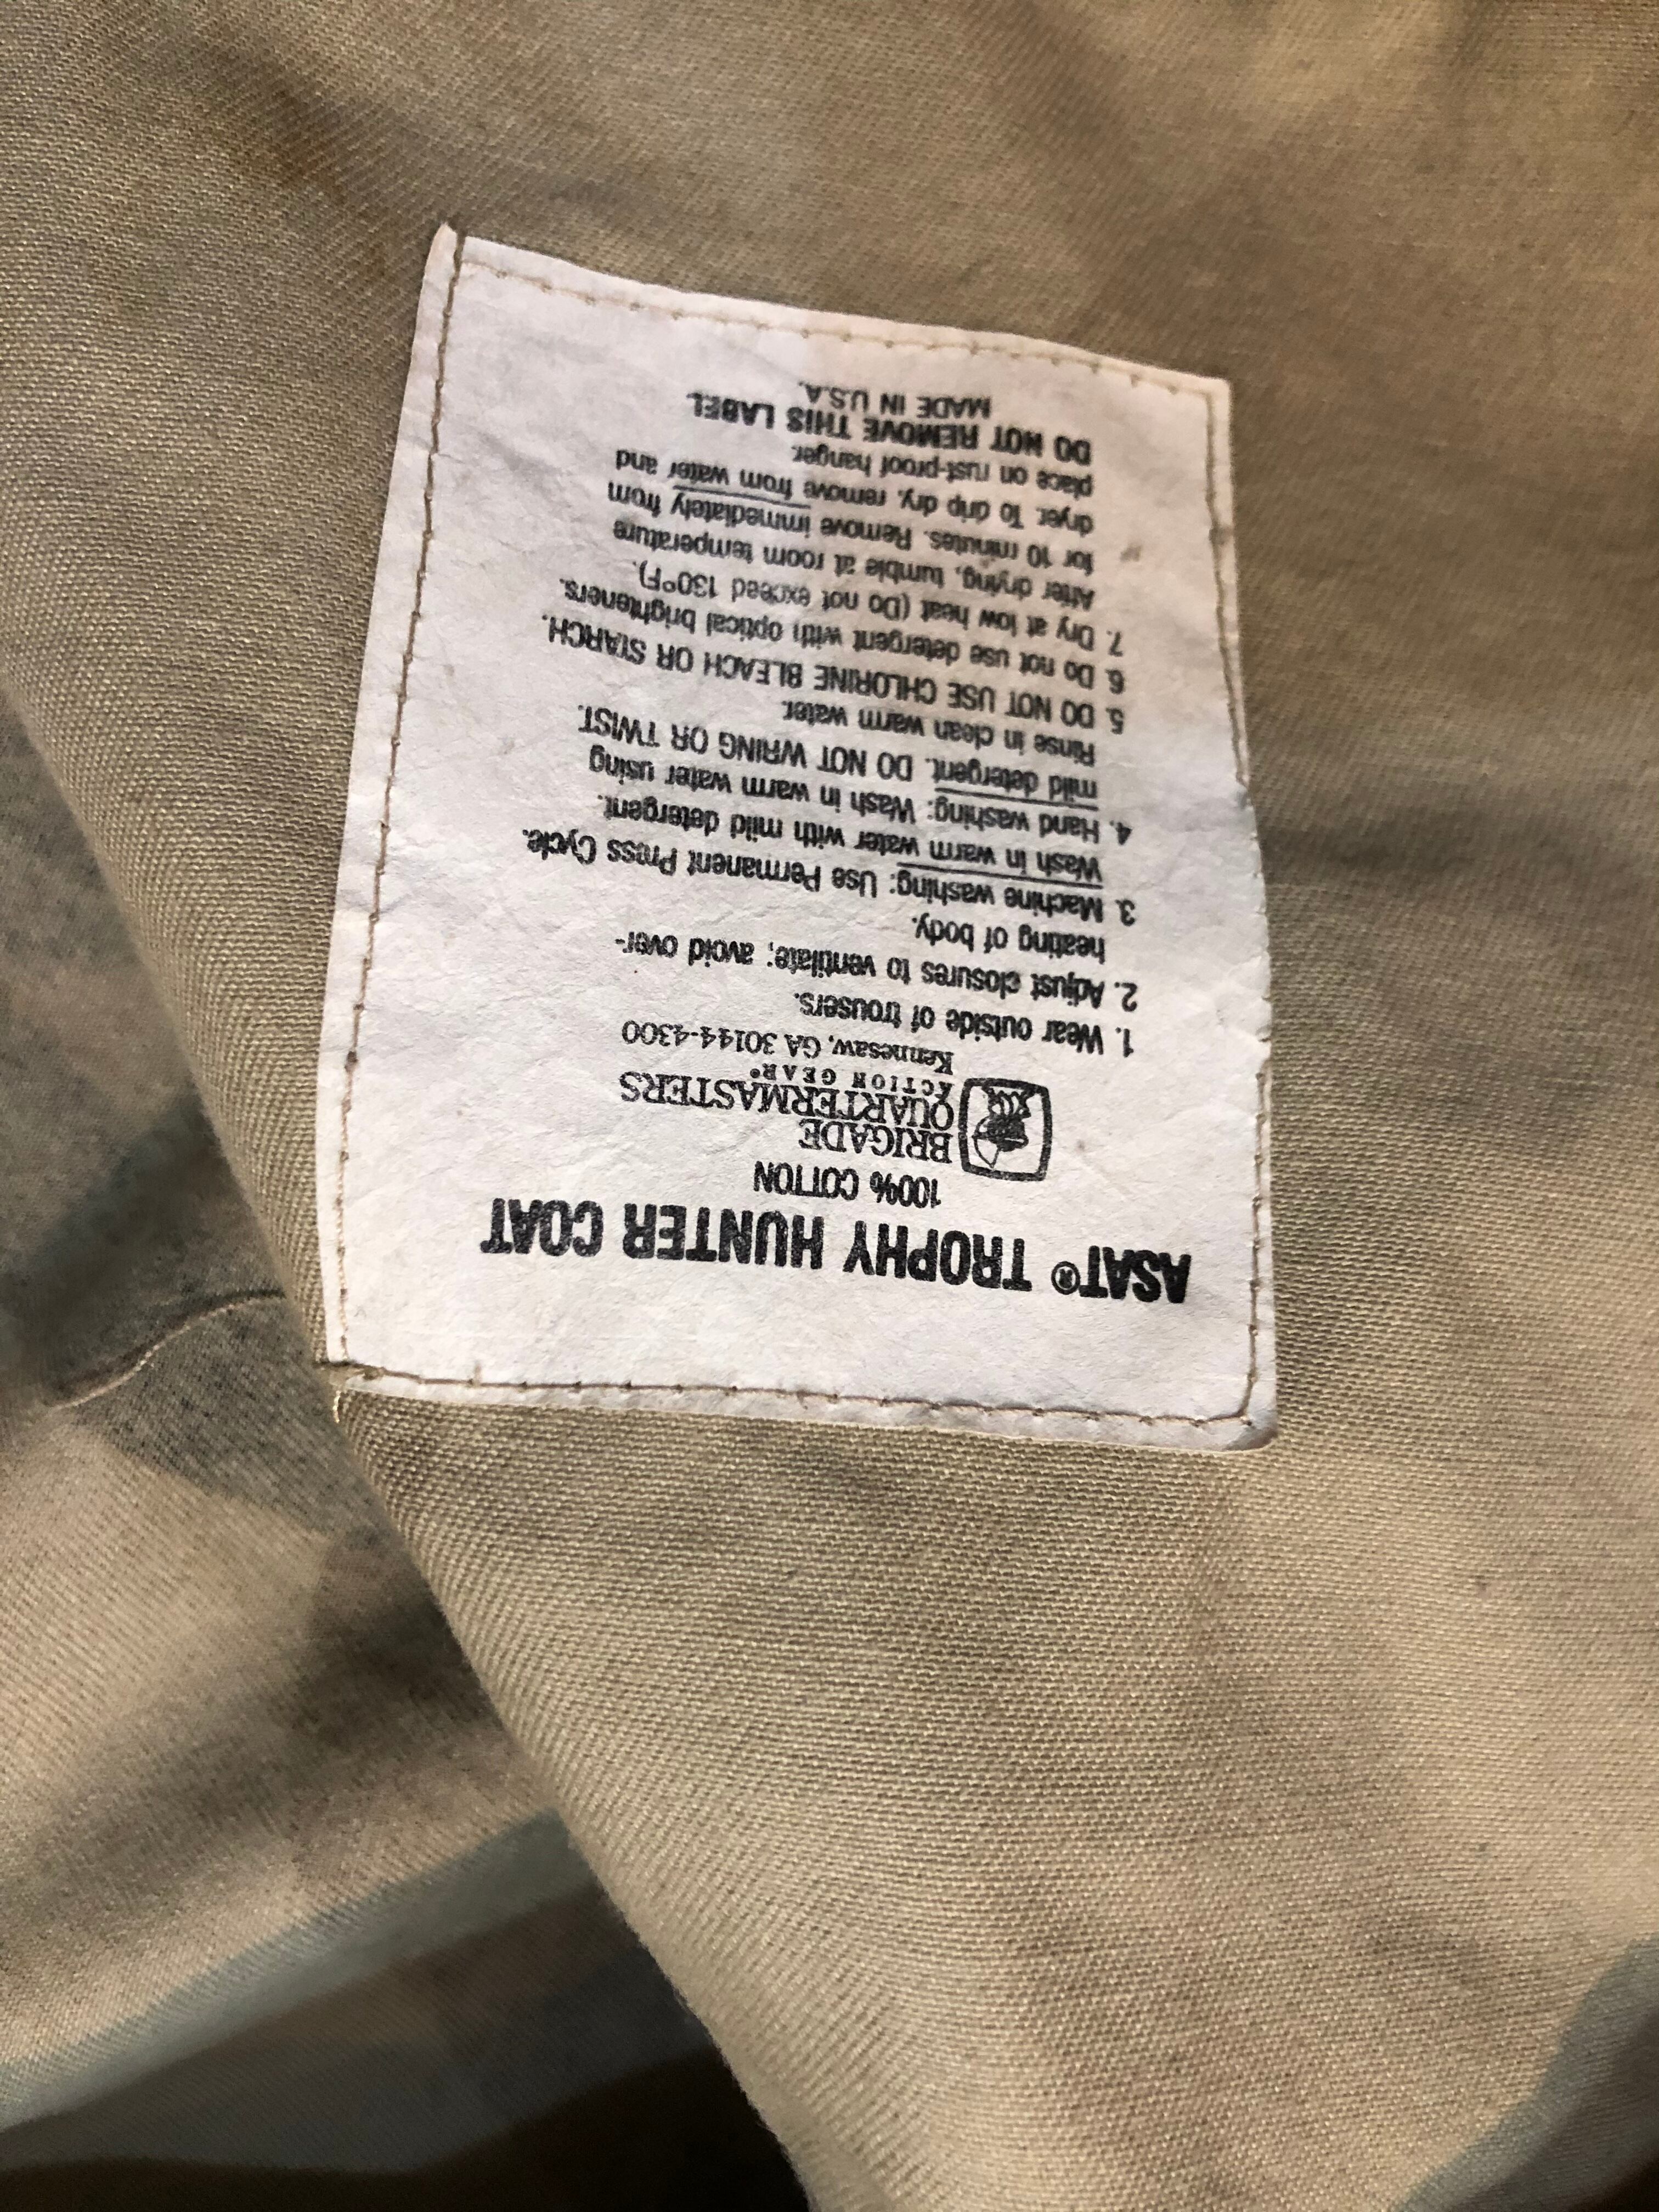 ASAT® TROPHY HUNTER COAT
100% COTTON
BRIGADE
QUARTERMASTERS
ACTION GEAR®
Kennesaw, GA 30144-4300
1. Wear outside of trousers.
2. Adjust closures to ventilate; avoid over-
heating of body.
3. Machine washing: Use Permanent Press Cycle.
Wash in warm water with mild detergent.
4. Hand washing: Wash in warm water using
mild detergent. DO NOT WRING OR TWIST.
Rinse in clean warm water.
5. DO NOT USE CHLORINE BLEACH OR STARCH.
6. Do not use detergent with optical brighteners.
7. Dry at low heat (Do not exceed 130°F).
After drying, tumble at room temperature
for 10 minutes. Remove immediately from
dryer. To drip dry, remove from water and
place on rust-proof hanger.
DO NOT REMOVE THIS LABEL
MADE IN U.S.A.